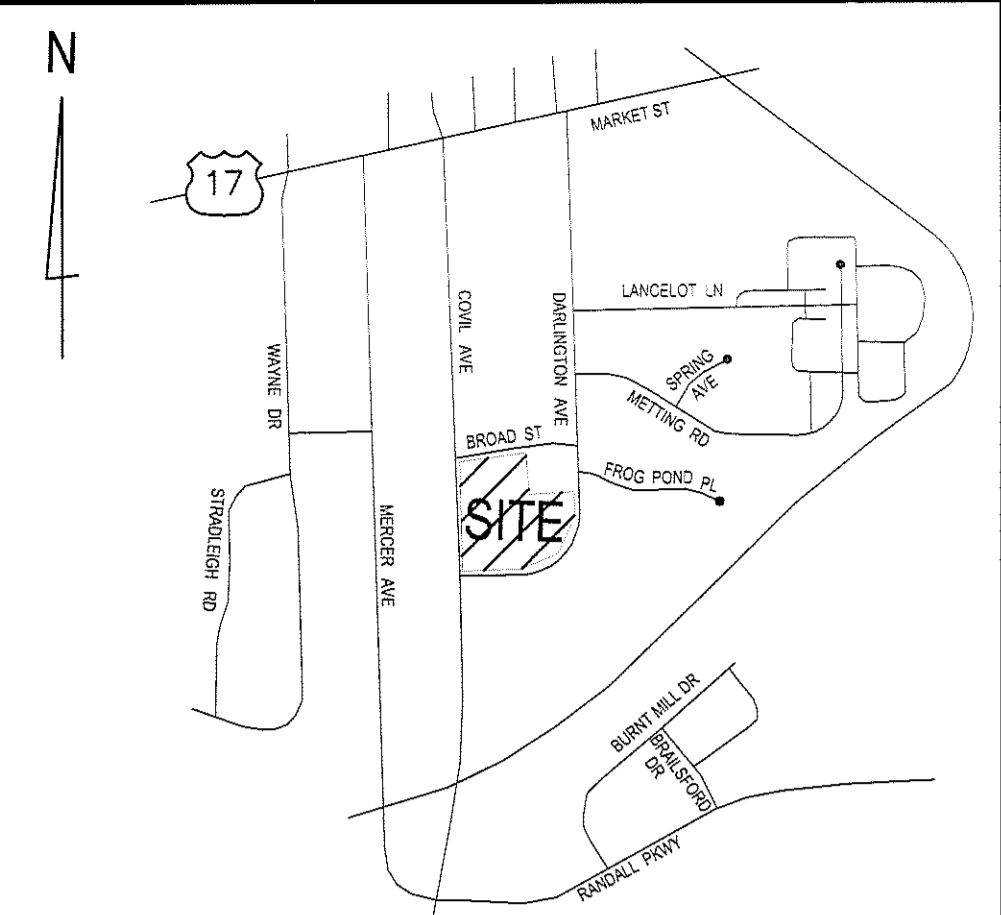 N
MARKET ST
17
LANCELOT LN
COVIL AVE
DARLINGTON AVE
WAYNE DR
SPRING
AVE
METTING RD
BROAD ST
FROG POND PL
STRADLEIGH RD
MERCER AVE
SITE
BURNT MILL DR
BRAILSFORD
DR
RANDALL PKWY